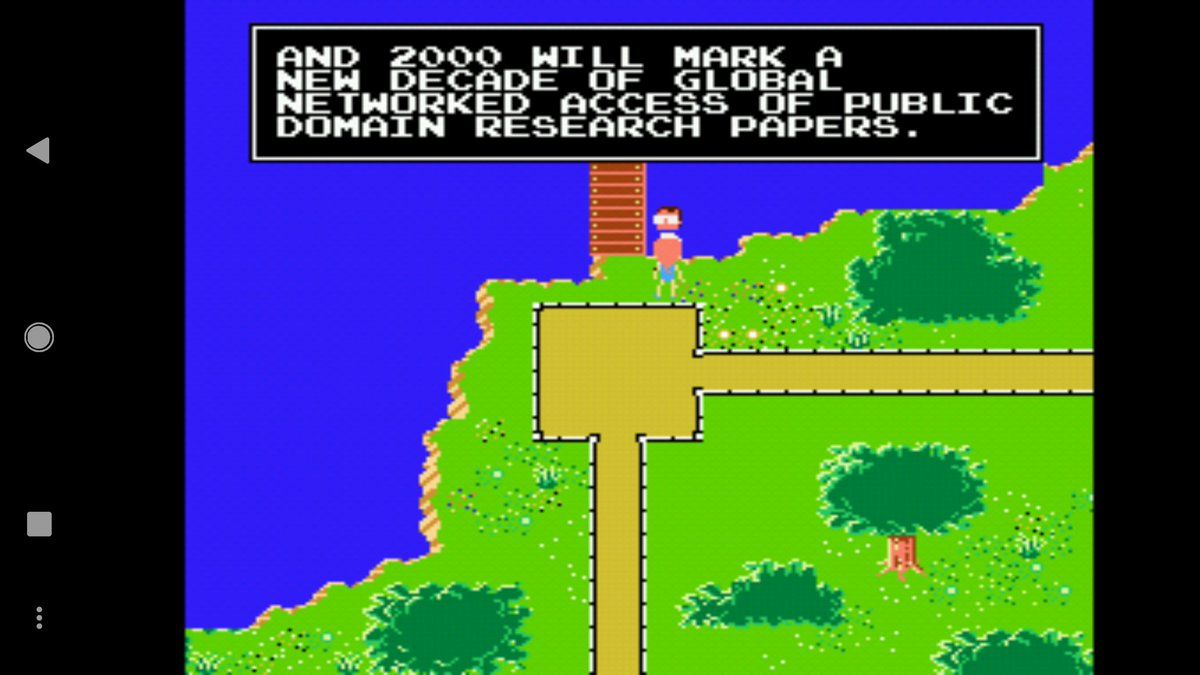 AND 2000 WILL MARK A
NEW DECADE OF GLOBAL
NETWORKED ACCESS OF PUBLIC
DOMAIN RESEARCH PAPERS.